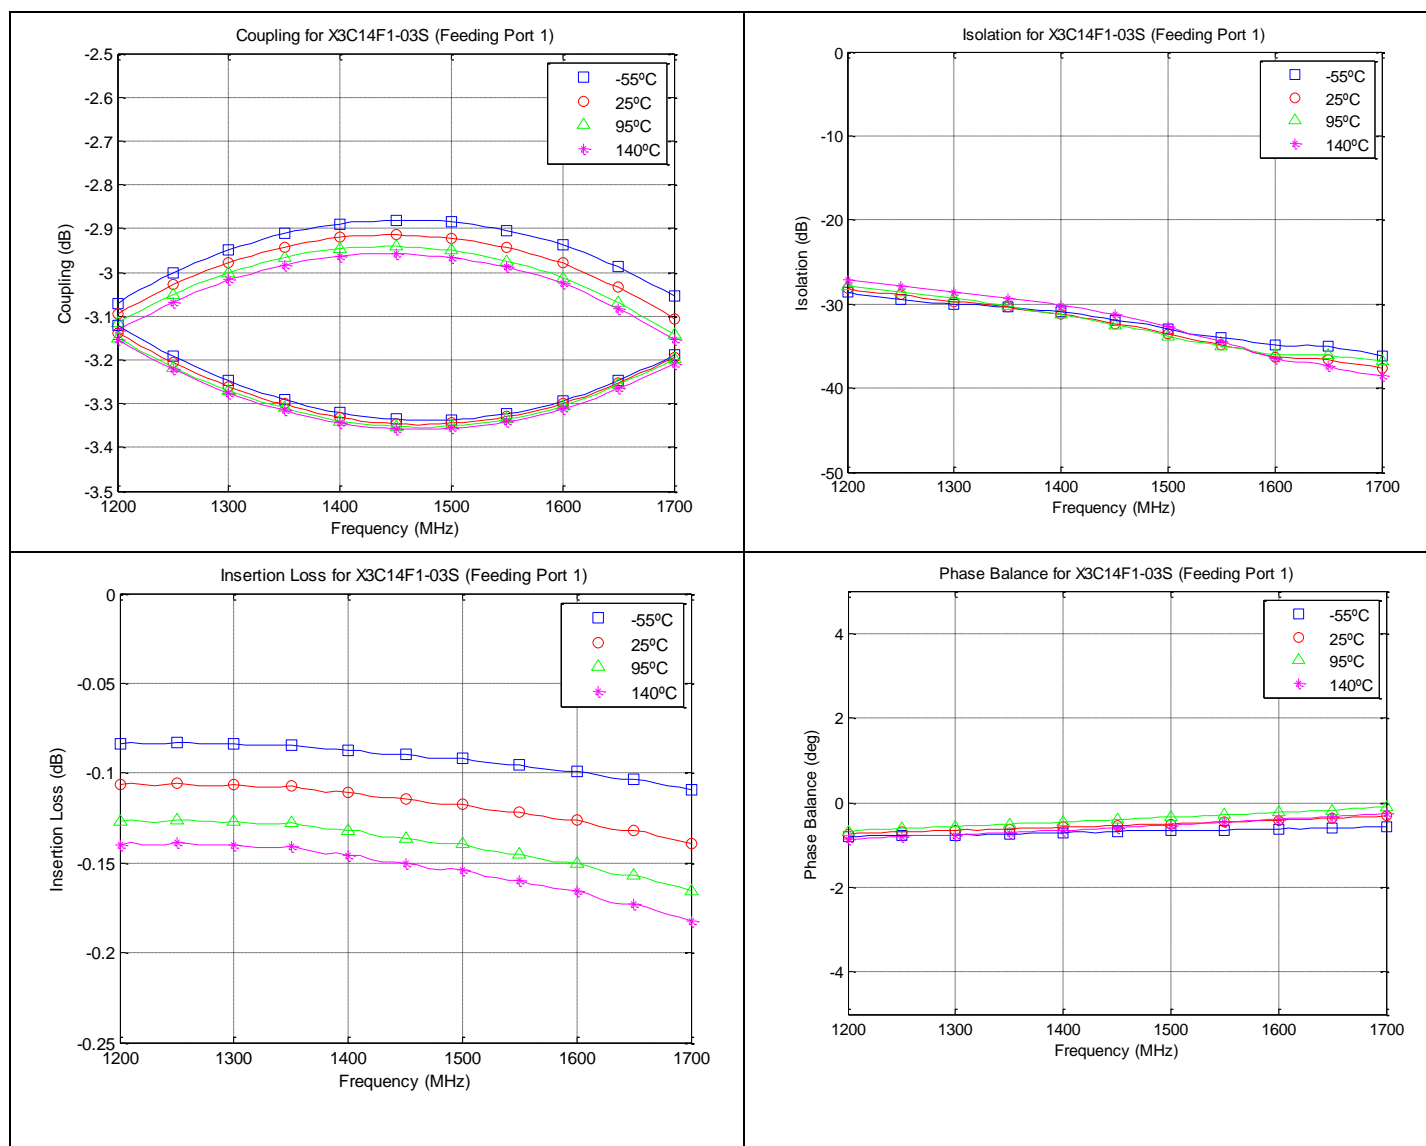 Coupling for X3C14F1-03S (Feeding Port 1)
-2.5
-2.6
-2.7
-2.8
-2.9
-3
-3.1
-3.2
-3.3
-3.4
-3.5
Coupling (dB)
-55ºC
25ºC
95ºC
140ºC
1200
1300
1400
1500
1600
1700
Frequency (MHz)
Isolation for X3C14F1-03S (Feeding Port 1)
0
-10
-20
-30
-40
-50
Isolation (dB)
-55ºC
25ºC
95ºC
140ºC
1200
1300
1400
1500
1600
1700
Frequency (MHz)
Insertion Loss for X3C14F1-03S (Feeding Port 1)
0
-0.05
-0.1
-0.15
-0.2
-0.25
Insertion Loss (dB)
-55ºC
25ºC
95ºC
140ºC
1200
1300
1400
1500
1600
1700
Frequency (MHz)
Phase Balance for X3C14F1-03S (Feeding Port 1)
4
2
0
-2
-4
Phase Balance (deg)
-55ºC
25ºC
95ºC
140ºC
1200
1300
1400
1500
1600
1700
Frequency (MHz)